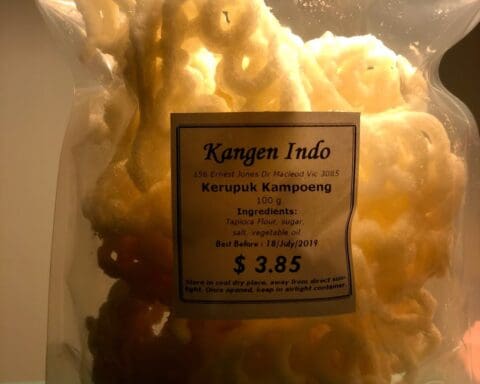 Kangen Indo
156 Ernest Jones Dr Macleod Vic 3085
Kerupuk Kampoeng
100 g
Ingredients:
Tapioca Flour, sugar,
salt, vegetable oil
Best Before : 18/July/2019
$ 3.85
Store in cool dry place, away from direct sun-
light. Once opened, keep in airtight container.